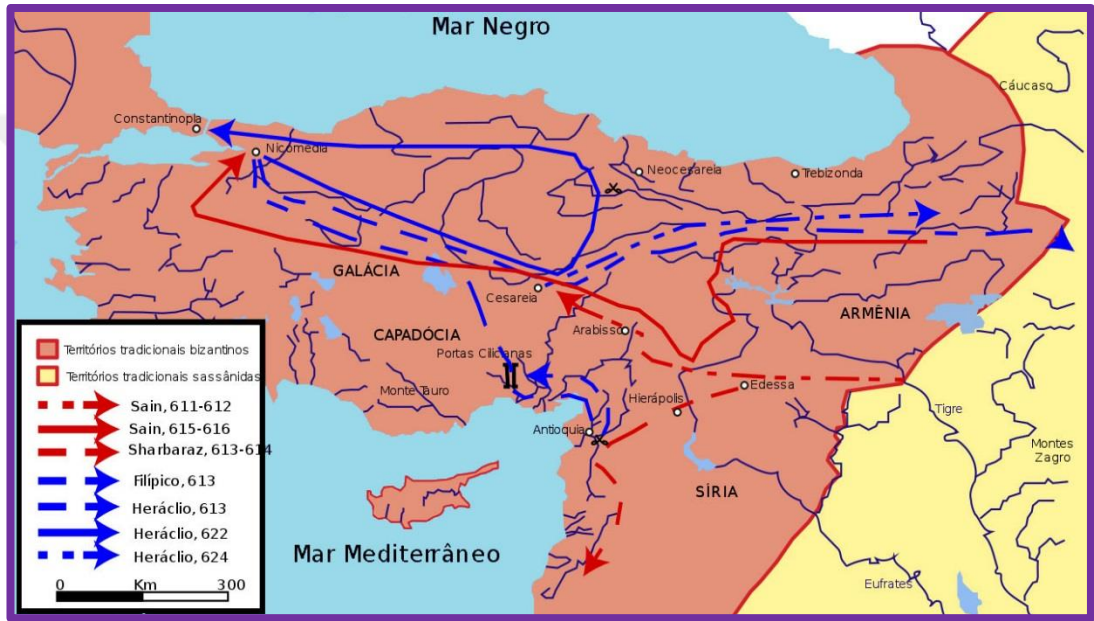 Mar Negro
Cáucaso
Constantinopla
Nicomedia
Neocesareia
Trebizonda
GALÁCIA
Cesareia
ARMÊNIA
CAPADÓCIA
Arabisso
Portas Cilicianas
Edessa
Monte Tauro
Hierápolis
Tigre
Antioquia
Montes
Zagro
SÍRIA
Mar Mediterrâneo
Eufrates
Territórios tradicionais bizantinos
Territórios tradicionais sassânidas
Sain, 611-612
Sain, 615-616
Sharbaraz, 613-614
Filípico, 613
Heráclio, 613
Heráclio, 622
Heráclio, 624
0 Km 300